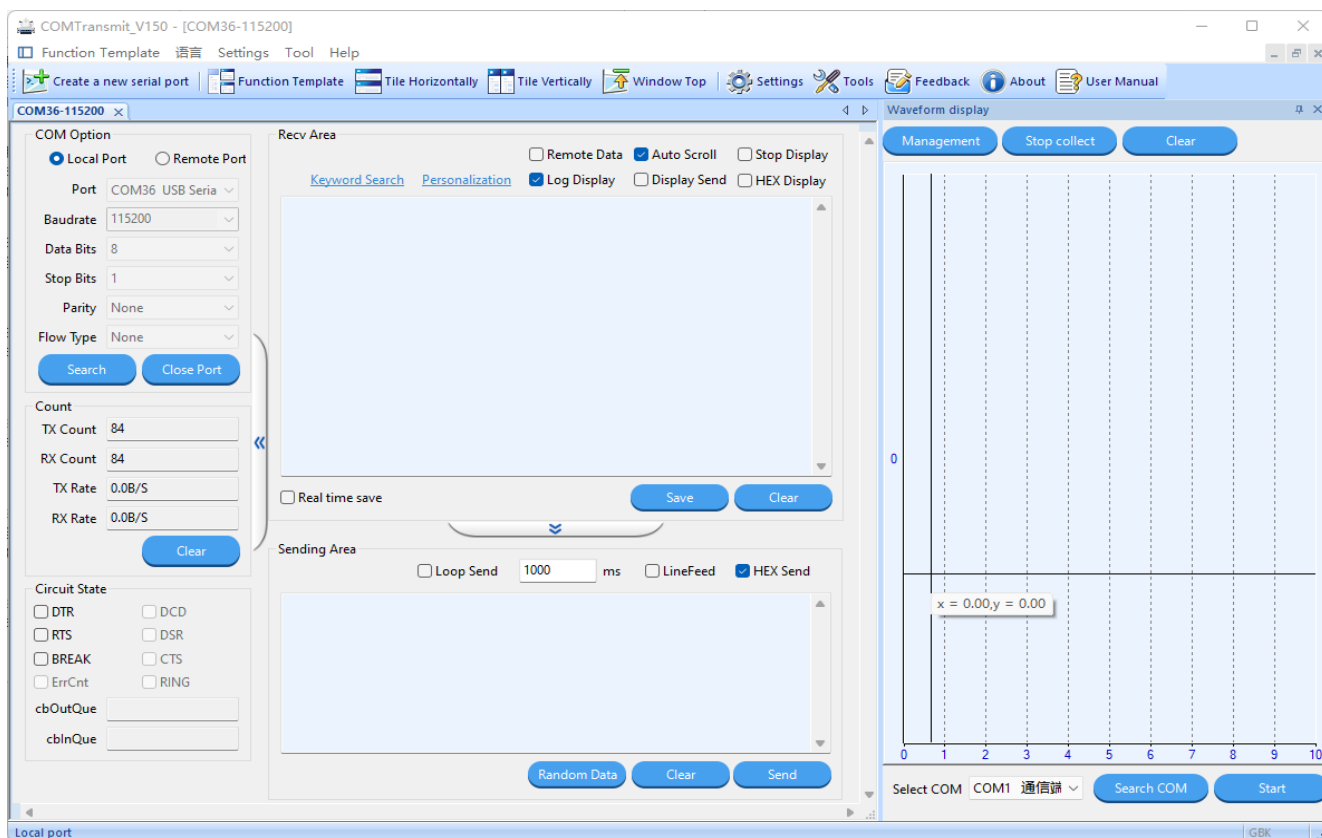 COMTransmit_V150 - [COM36-115200]
Function Template 语言 Settings Tool Help
Create a new serial port Function Template Tile Horizontally Tile Vertically Window Top Settings Tools Feedback About User Manual
COM36-115200
Waveform display
COM Option
Local Port Remote Port
Port COM36 USB Seria
Baudrate 115200
Data Bits 8
Stop Bits 1
Parity None
Flow Type None
Search Close Port
Count
TX Count 84
RX Count 84
TX Rate 0.0B/S
RX Rate 0.0B/S
Clear
Circuit State
DTR DCD
RTS DSR
BREAK CTS
ErrCnt RING
cbOutQue
cbInQue
Recv Area
Remote Data Auto Scroll Stop Display
Keyword Search Personalization Log Display Display Send HEX Display
Real time save Save Clear
Sending Area
Loop Send 1000 ms LineFeed HEX Send
Random Data Clear Send
Management Stop collect Clear
0
x = 0.00,y = 0.00
0 1 2 3 4 5 6 7 8 9 10
Select COM COM1 通信端 Search COM Start
Local port GBK